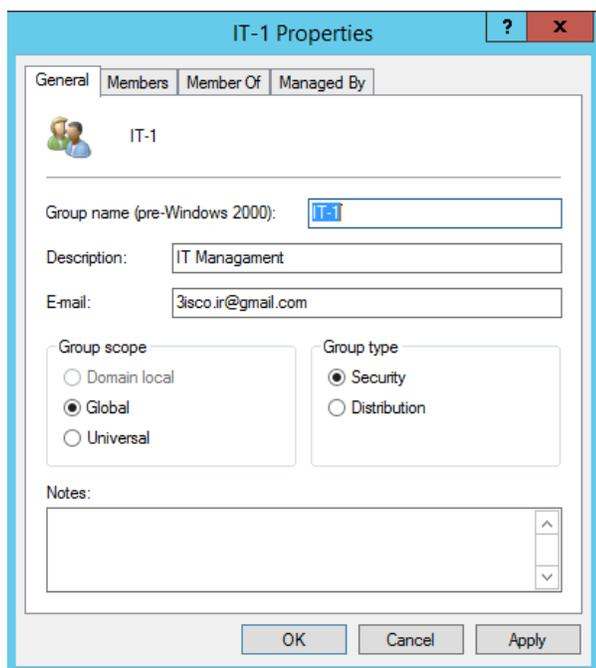 IT-1 Properties
? x
General Members Member Of Managed By
IT-1
Group name (pre-Windows 2000): IT-1
Description: IT Managament
E-mail: 3isco.ir@gmail.com
Group scope Group type
Domain local Security
Global Distribution
Universal
Notes:
OK Cancel Apply